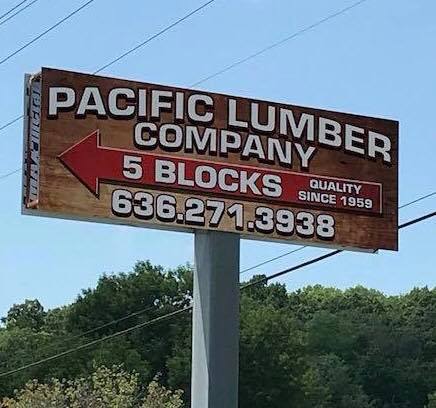 PACIFIC LUMBER
COMPANY
5 BLOCKS
QUALITY
SINCE 1959
636.271.3938